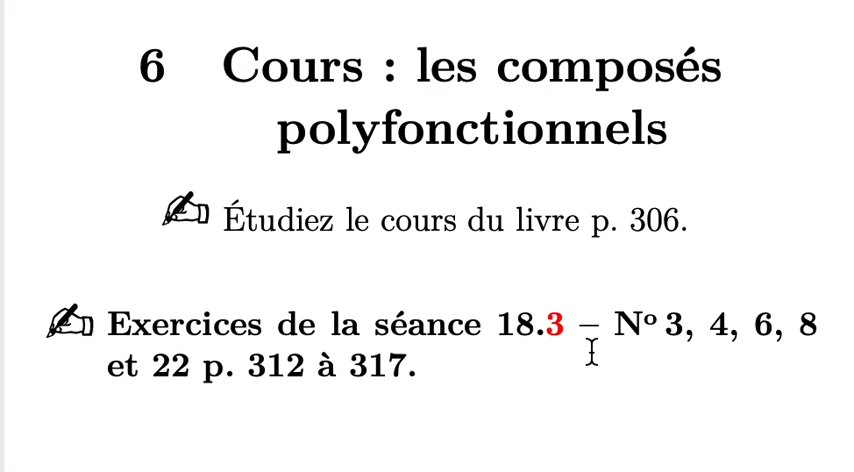 6 Cours : les composés
polyfonctionnels
✍ Étudiez le cours du livre p. 306.
✍ Exercices de la séance 18.3 – Nº 3, 4, 6, 8
et 22 p. 312 à 317.